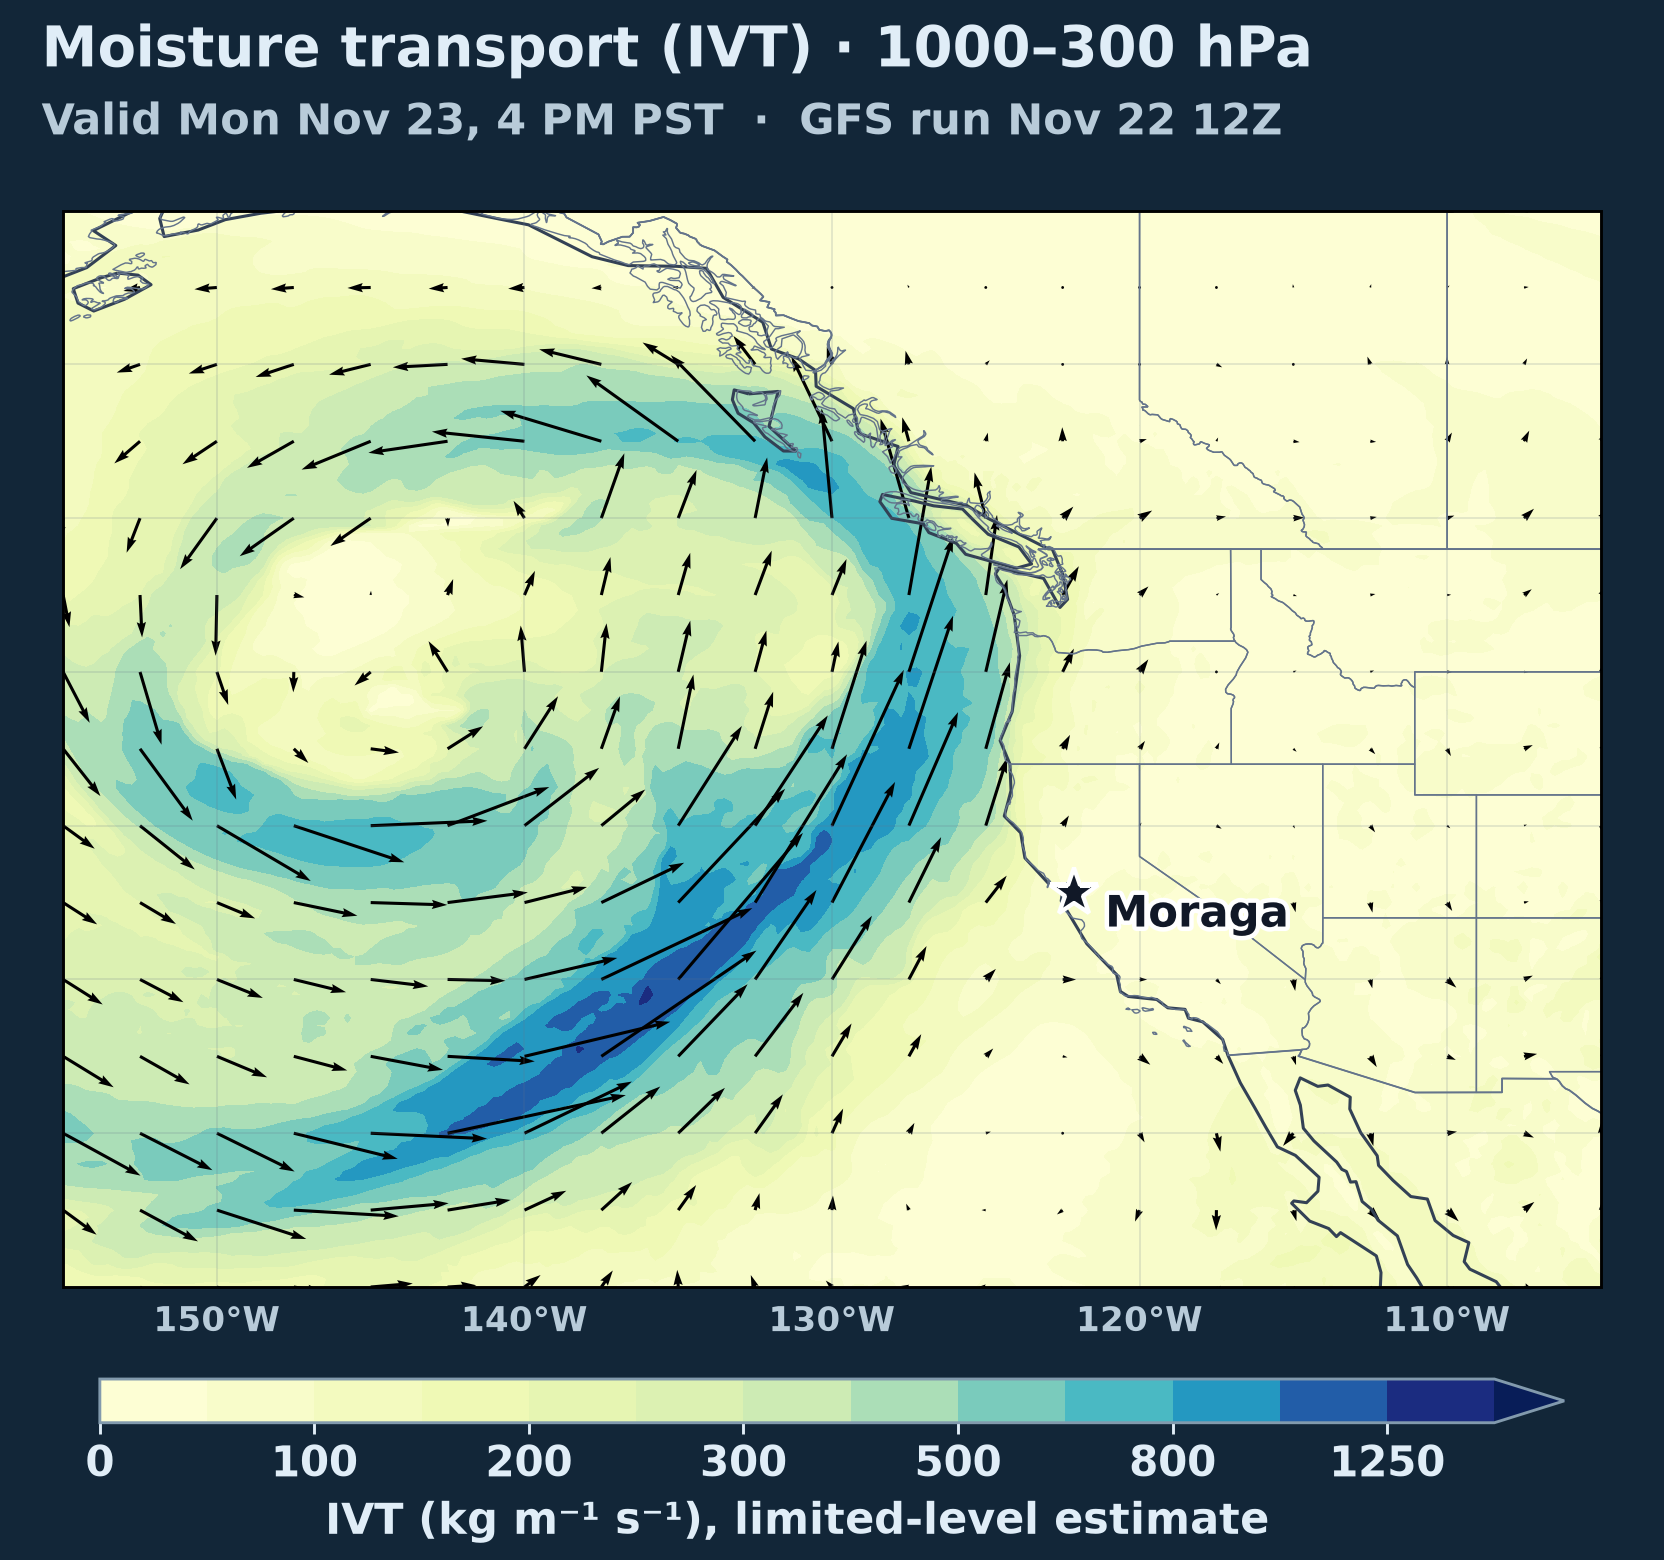 Moisture transport (IVT) · 1000–300 hPa
Valid Mon Nov 23, 4 PM PST · GFS run Nov 22 12Z
Moraga
150°W 140°W 130°W 120°W 110°W
0 100 200 300 500 800 1250
IVT (kg m⁻¹ s⁻¹), limited-level estimate